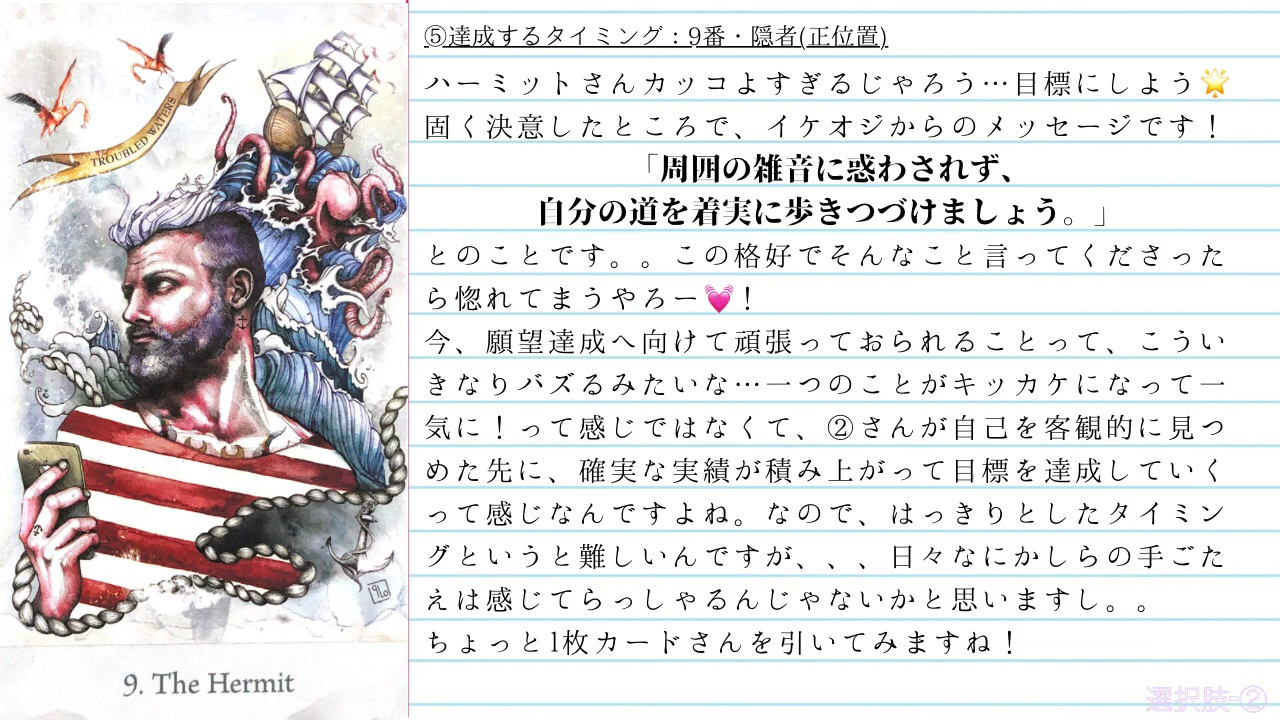 TROUBLED WATERS
9. The Hermit
⑤達成するタイミング：9番・隠者(正位置)
ハーミットさんカッコよすぎるじゃろう…目標にしよう🌟
固く決意したところで、イケオジからのメッセージです！
「周囲の雑音に惑わされず、
自分の道を着実に歩きつづけましょう。」
とのことです。。この格好でそんなこと言ってくださった
ら惚れてまうやろー💓！
今、願望達成へ向けて頑張っておられることって、こうい
きなりバズるみたいな…一つのことがキッカケになって一
気に！って感じではなくて、②さんが自己を客観的に見つ
めた先に、確実な実績が積み上がって目標を達成していく
って感じなんですよね。なので、はっきりとしたタイミン
グというと難しいんですが、、、日々なにかしらの手ごた
えは感じてらっしゃるんじゃないかと思いますし。。
ちょっと1枚カードさんを引いてみますね！
選択肢-②